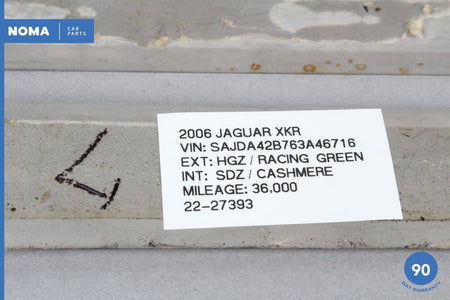 NOMA CAR PARTS
L
2006 JAGUAR XKR
VIN: SAJDA42B763A46716
EXT: HGZ / RACING GREEN
INT: SDZ / CASHMERE
MILEAGE: 36,000
22-27393
90
DAY WARRANTY